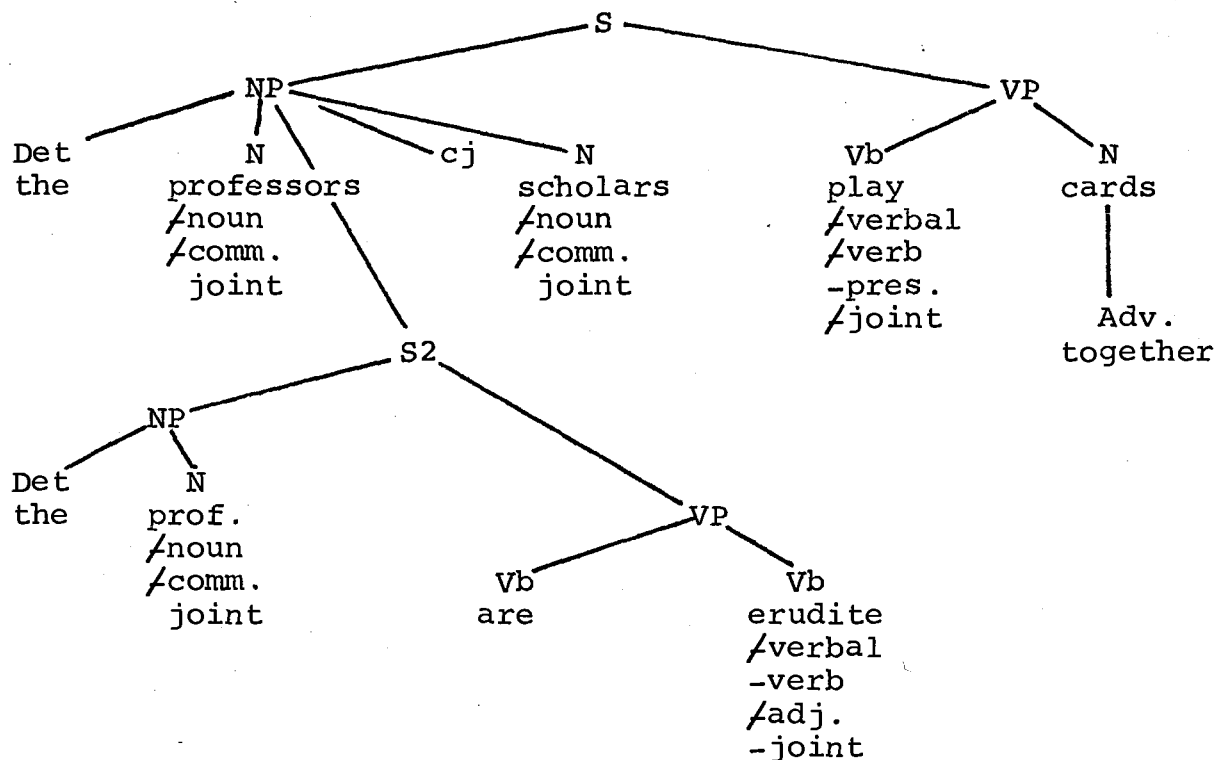 S
NP VP
Det N cj N Vb N
the professors scholars play cards
/-noun /-noun /-verbal
/-comm. /-comm. /-verb
joint joint -pres.
/-joint Adv.
S2 together
NP
Det N
the prof. VP
/-noun
/-comm. Vb Vb
joint are erudite
/-verbal
-verb
/-adj.
-joint